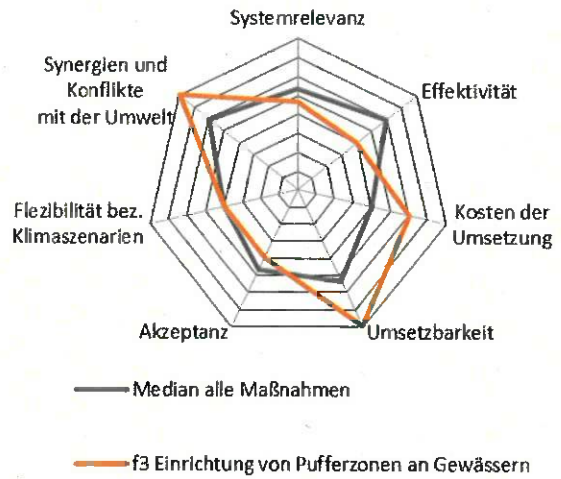 Systemrelevanz
Synergien und
Konflikte
mit der Umwelt
Effektivität
Flezibilität bez.
Klimaszenarien
Kosten der
Umsetzung
Akzeptanz
Umsetzbarkeit
Median alle Maßnahmen
f3 Einrichtung von Pufferzonen an Gewässern